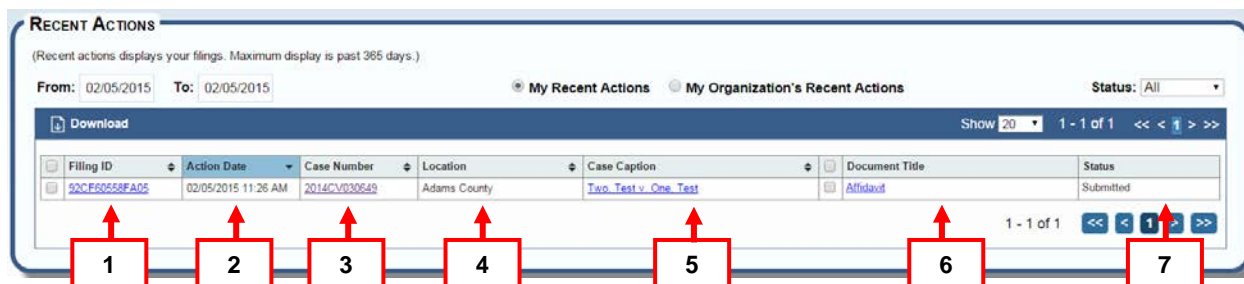 RECENT ACTIONS
(Recent actions displays your filings. Maximum display is past 365 days.)
From: 02/05/2015 To: 02/05/2015 My Recent Actions My Organization's Recent Actions Status: All
Download Show 20 1 - 1 of 1 << < 1 > >>
Filing ID Action Date Case Number Location Case Caption Document Title Status
92CF60558FA05 02/05/2015 11:26 AM 2014CV030649 Adams County Two, Test v. One, Test Affidavit Submitted
1 - 1 of 1 << < 1 > >>
1 2 3 4 5 6 7